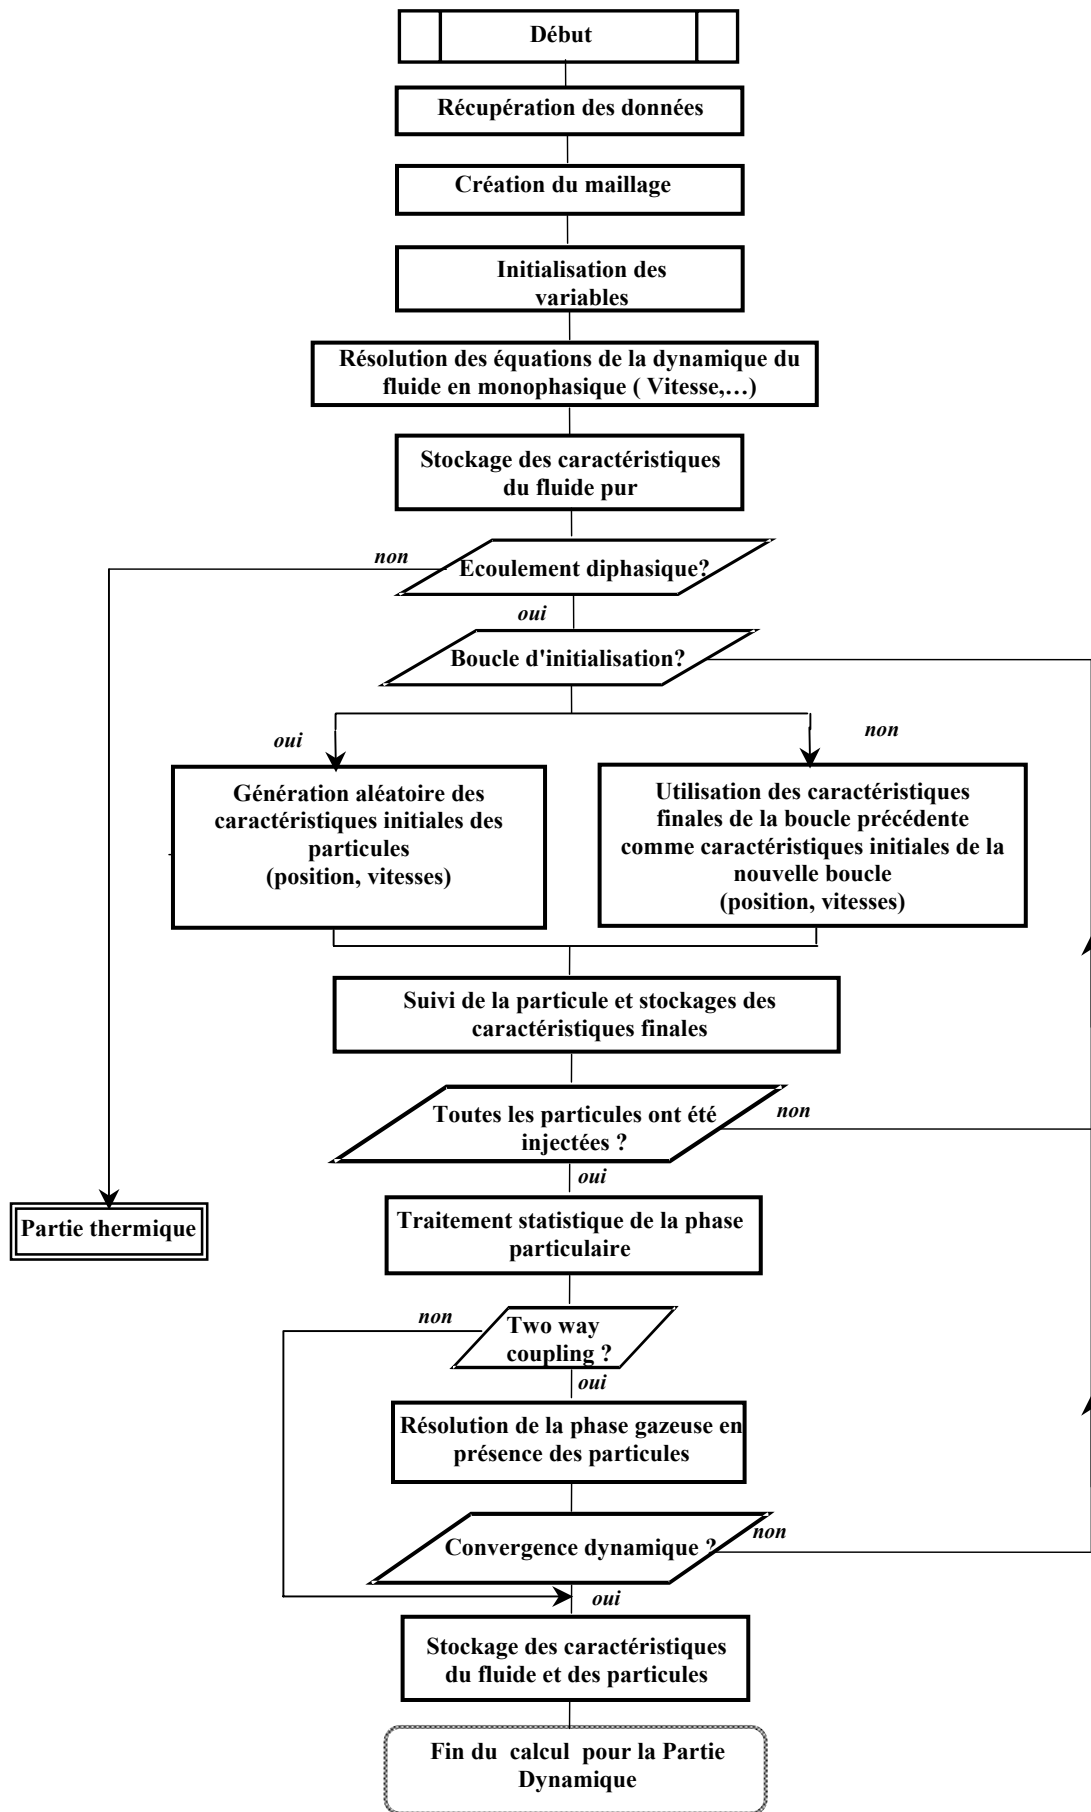 Début
Récupération des données
Création du maillage
Initialisation des
variables
Résolution des équations de la dynamique du
fluide en monophasique ( Vitesse,…)
Stockage des caractéristiques
du fluide pur
non
Ecoulement diphasique?
oui
Boucle d'initialisation?
oui
non
Génération aléatoire des
caractéristiques initiales des
particules
(position, vitesses)
Utilisation des caractéristiques
finales de la boucle précédente
comme caractéristiques initiales de la
nouvelle boucle
(position, vitesses)
Suivi de la particule et stockages des
caractéristiques finales
Toutes les particules ont été
injectées ?
non
oui
Partie thermique
Traitement statistique de la phase
particulaire
non
Two way
coupling ?
oui
Résolution de la phase gazeuse en
présence des particules
Convergence dynamique ?
non
oui
Stockage des caractéristiques
du fluide et des particules
Fin du calcul pour la Partie
Dynamique